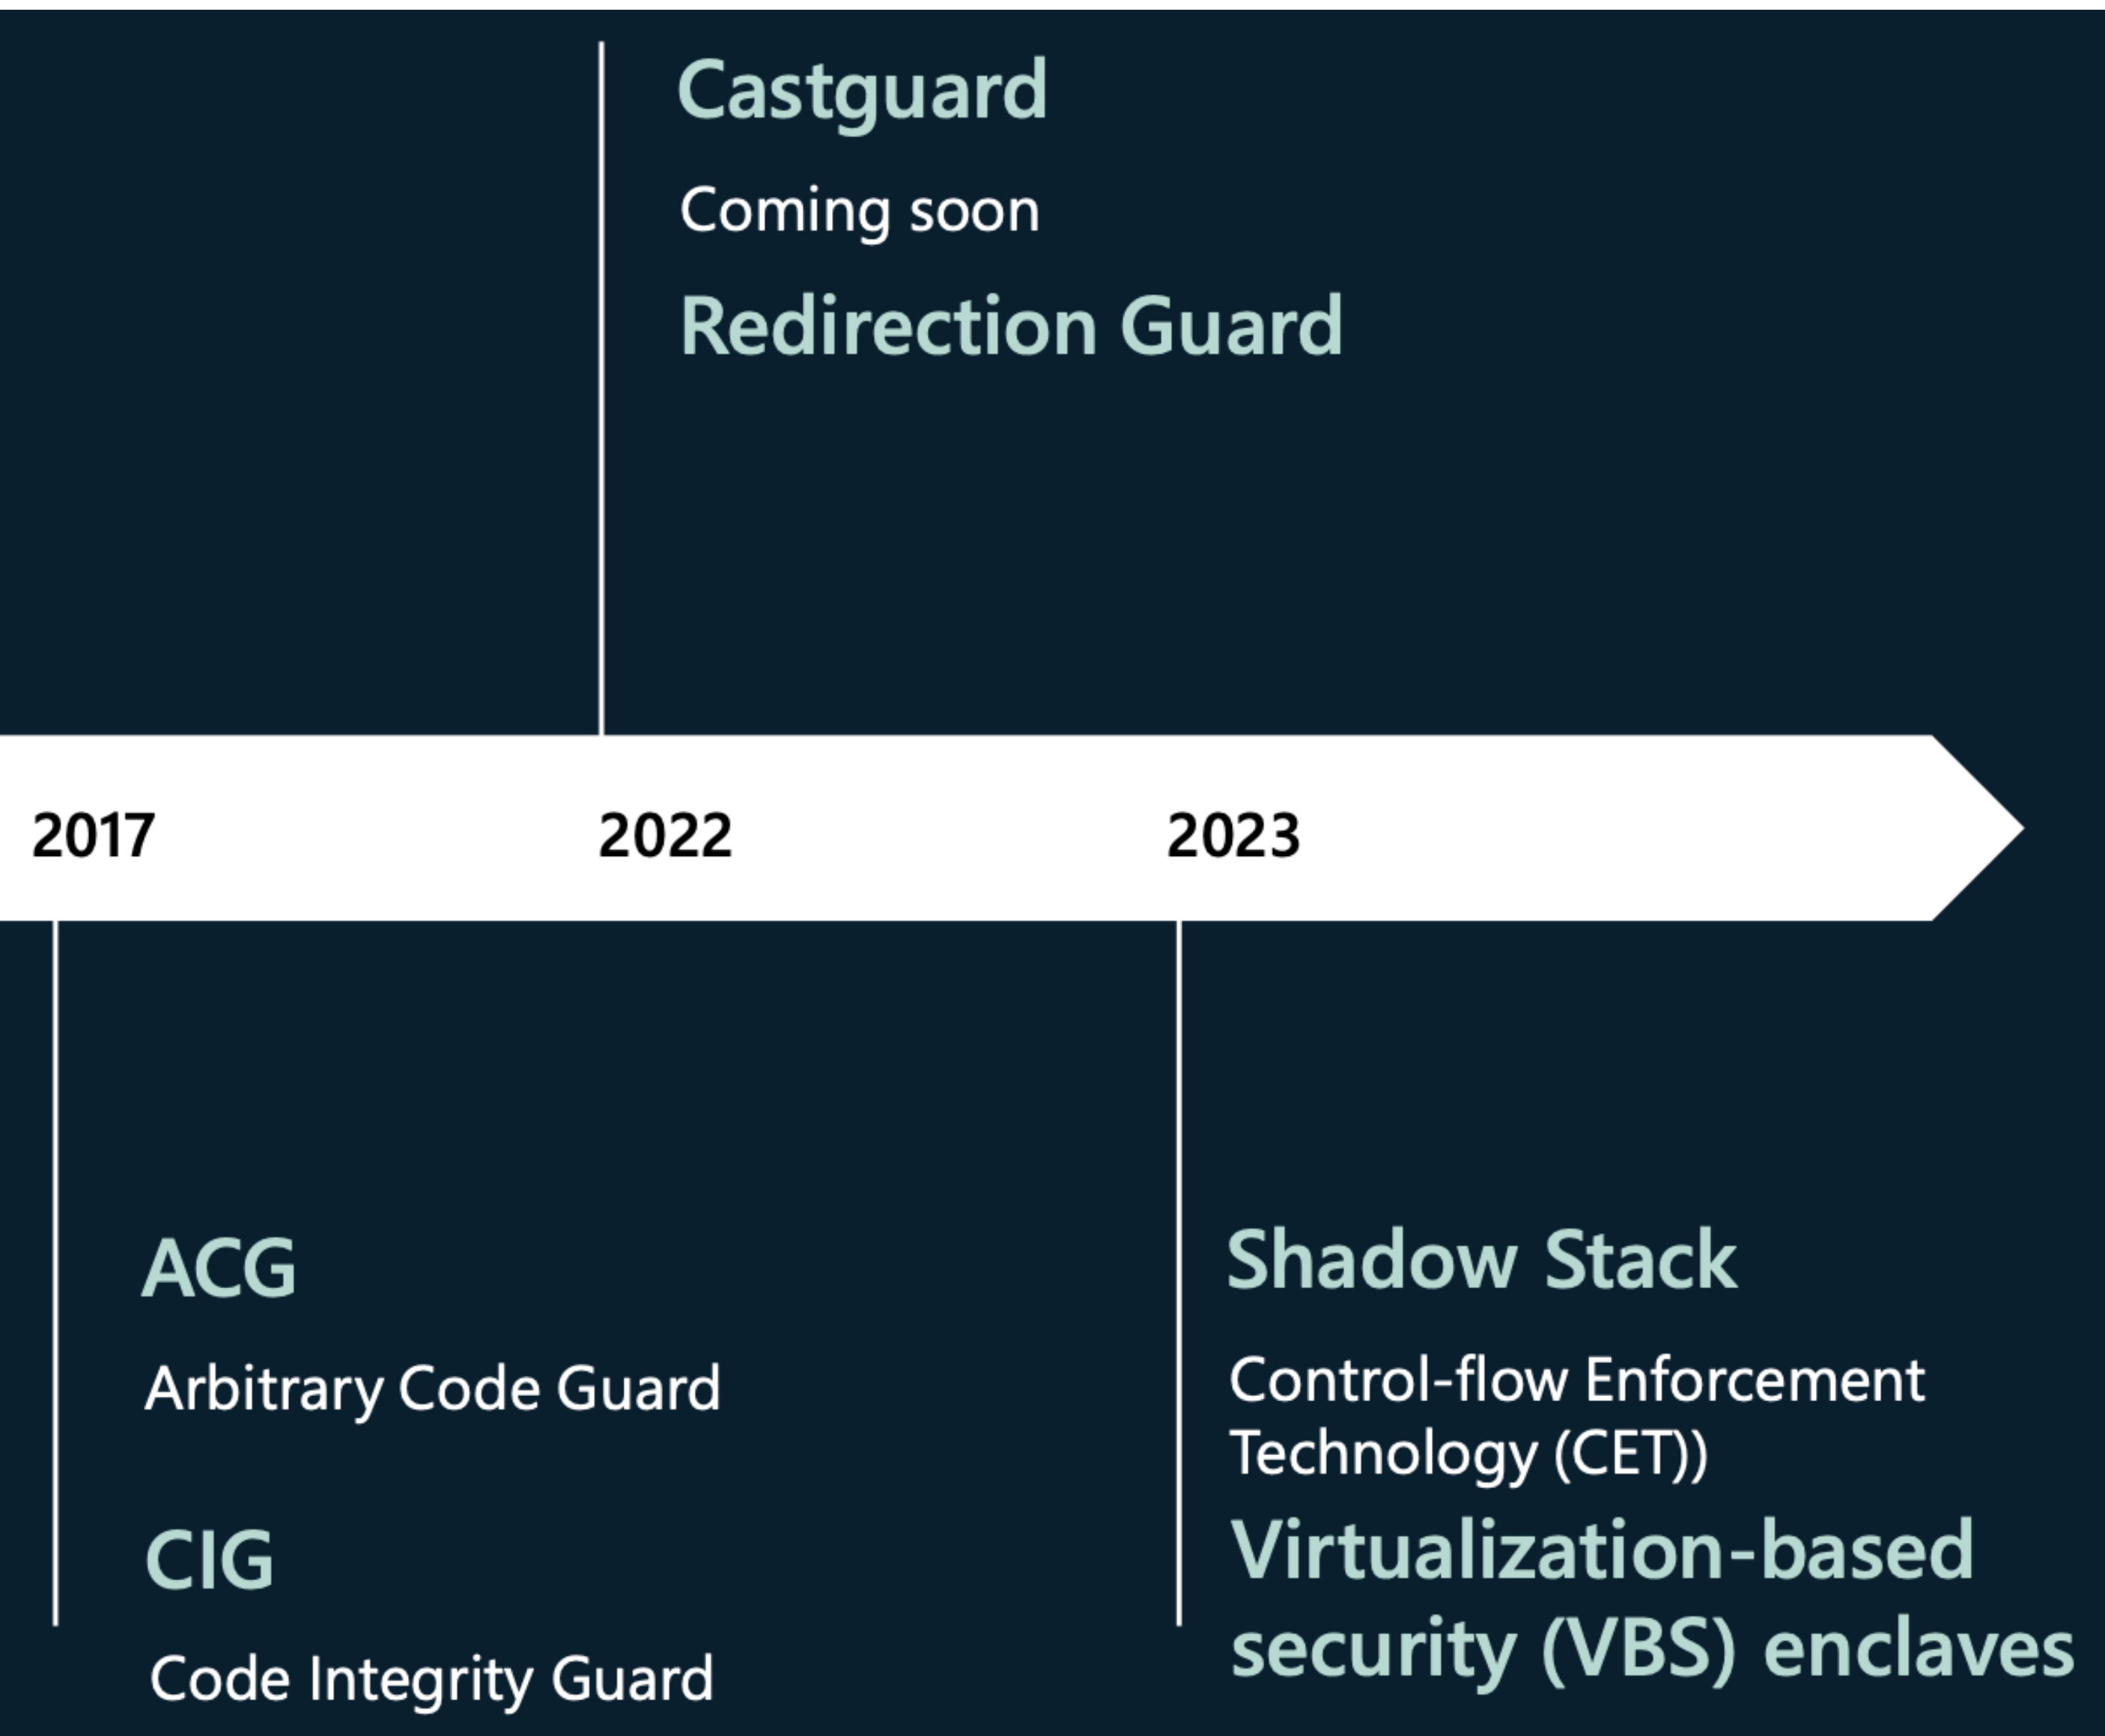 Castguard
Coming soon
Redirection Guard
2017
2022
2023
ACG
Arbitrary Code Guard
CIG
Code Integrity Guard
Shadow Stack
Control-flow Enforcement
Technology (CET))
Virtualization-based
security (VBS) enclaves